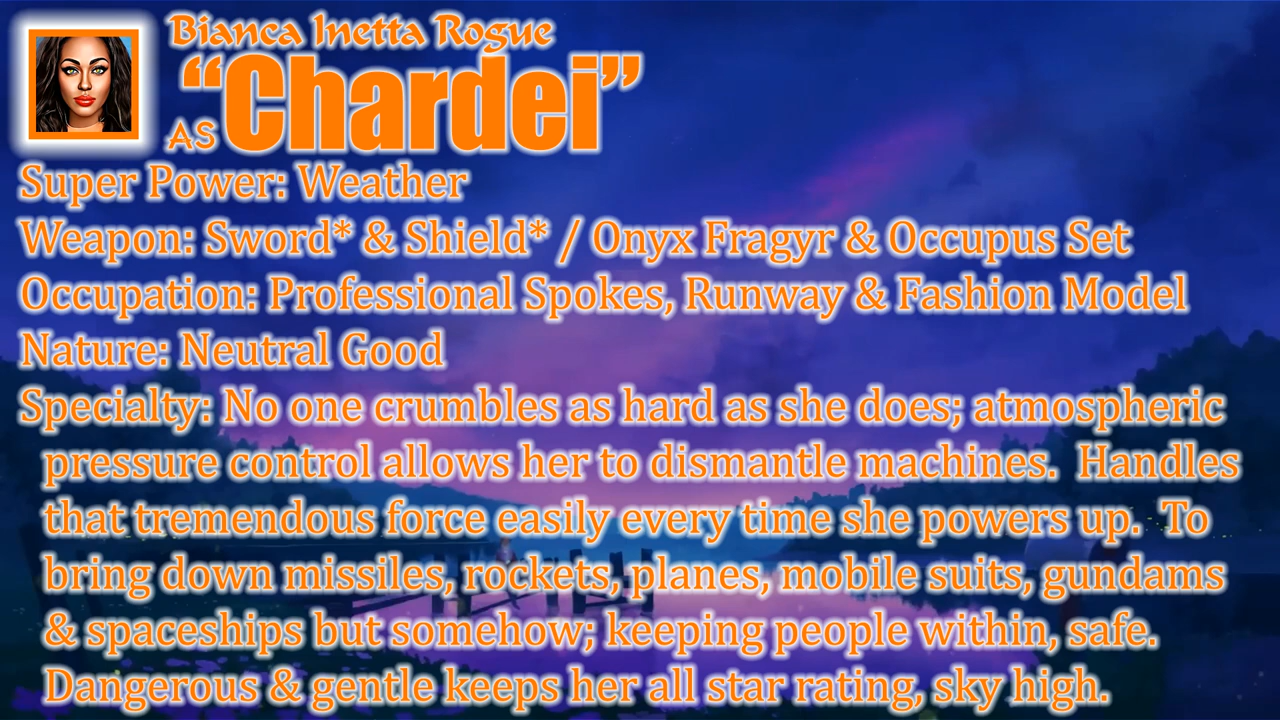 Bianca Inetta Rogue
AS “Chardei”
Super Power: Weather
Weapon: Sword* & Shield* / Onyx Fragyr & Occupus Set
Occupation: Professional Spokes, Runway & Fashion Model
Nature: Neutral Good
Specialty: No one crumbles as hard as she does; atmospheric
pressure control allows her to dismantle machines.  Handles
that tremendous force easily every time she powers up.  To
bring down missiles, rockets, planes, mobile suits, gundams
& spaceships but somehow; keeping people within, safe.
Dangerous & gentle keeps her all star rating, sky high.